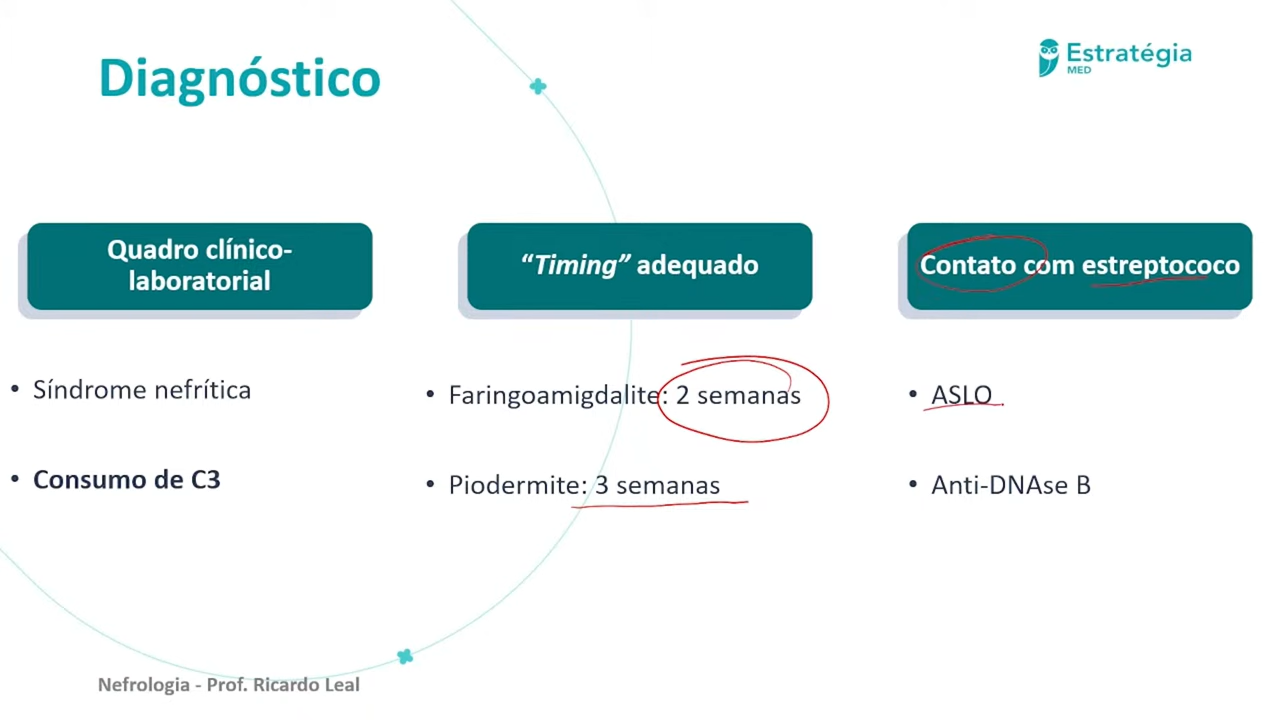 Diagnóstico
Estratégia
MED
Quadro clínico-
laboratorial
• Síndrome nefrítica
• Consumo de C3
“Timing” adequado
• Faringoamigdalite: 2 semanas
• Piodermite: 3 semanas
Contato com estreptococo
• ASLO
• Anti-DNAse B
Nefrologia - Prof. Ricardo Leal